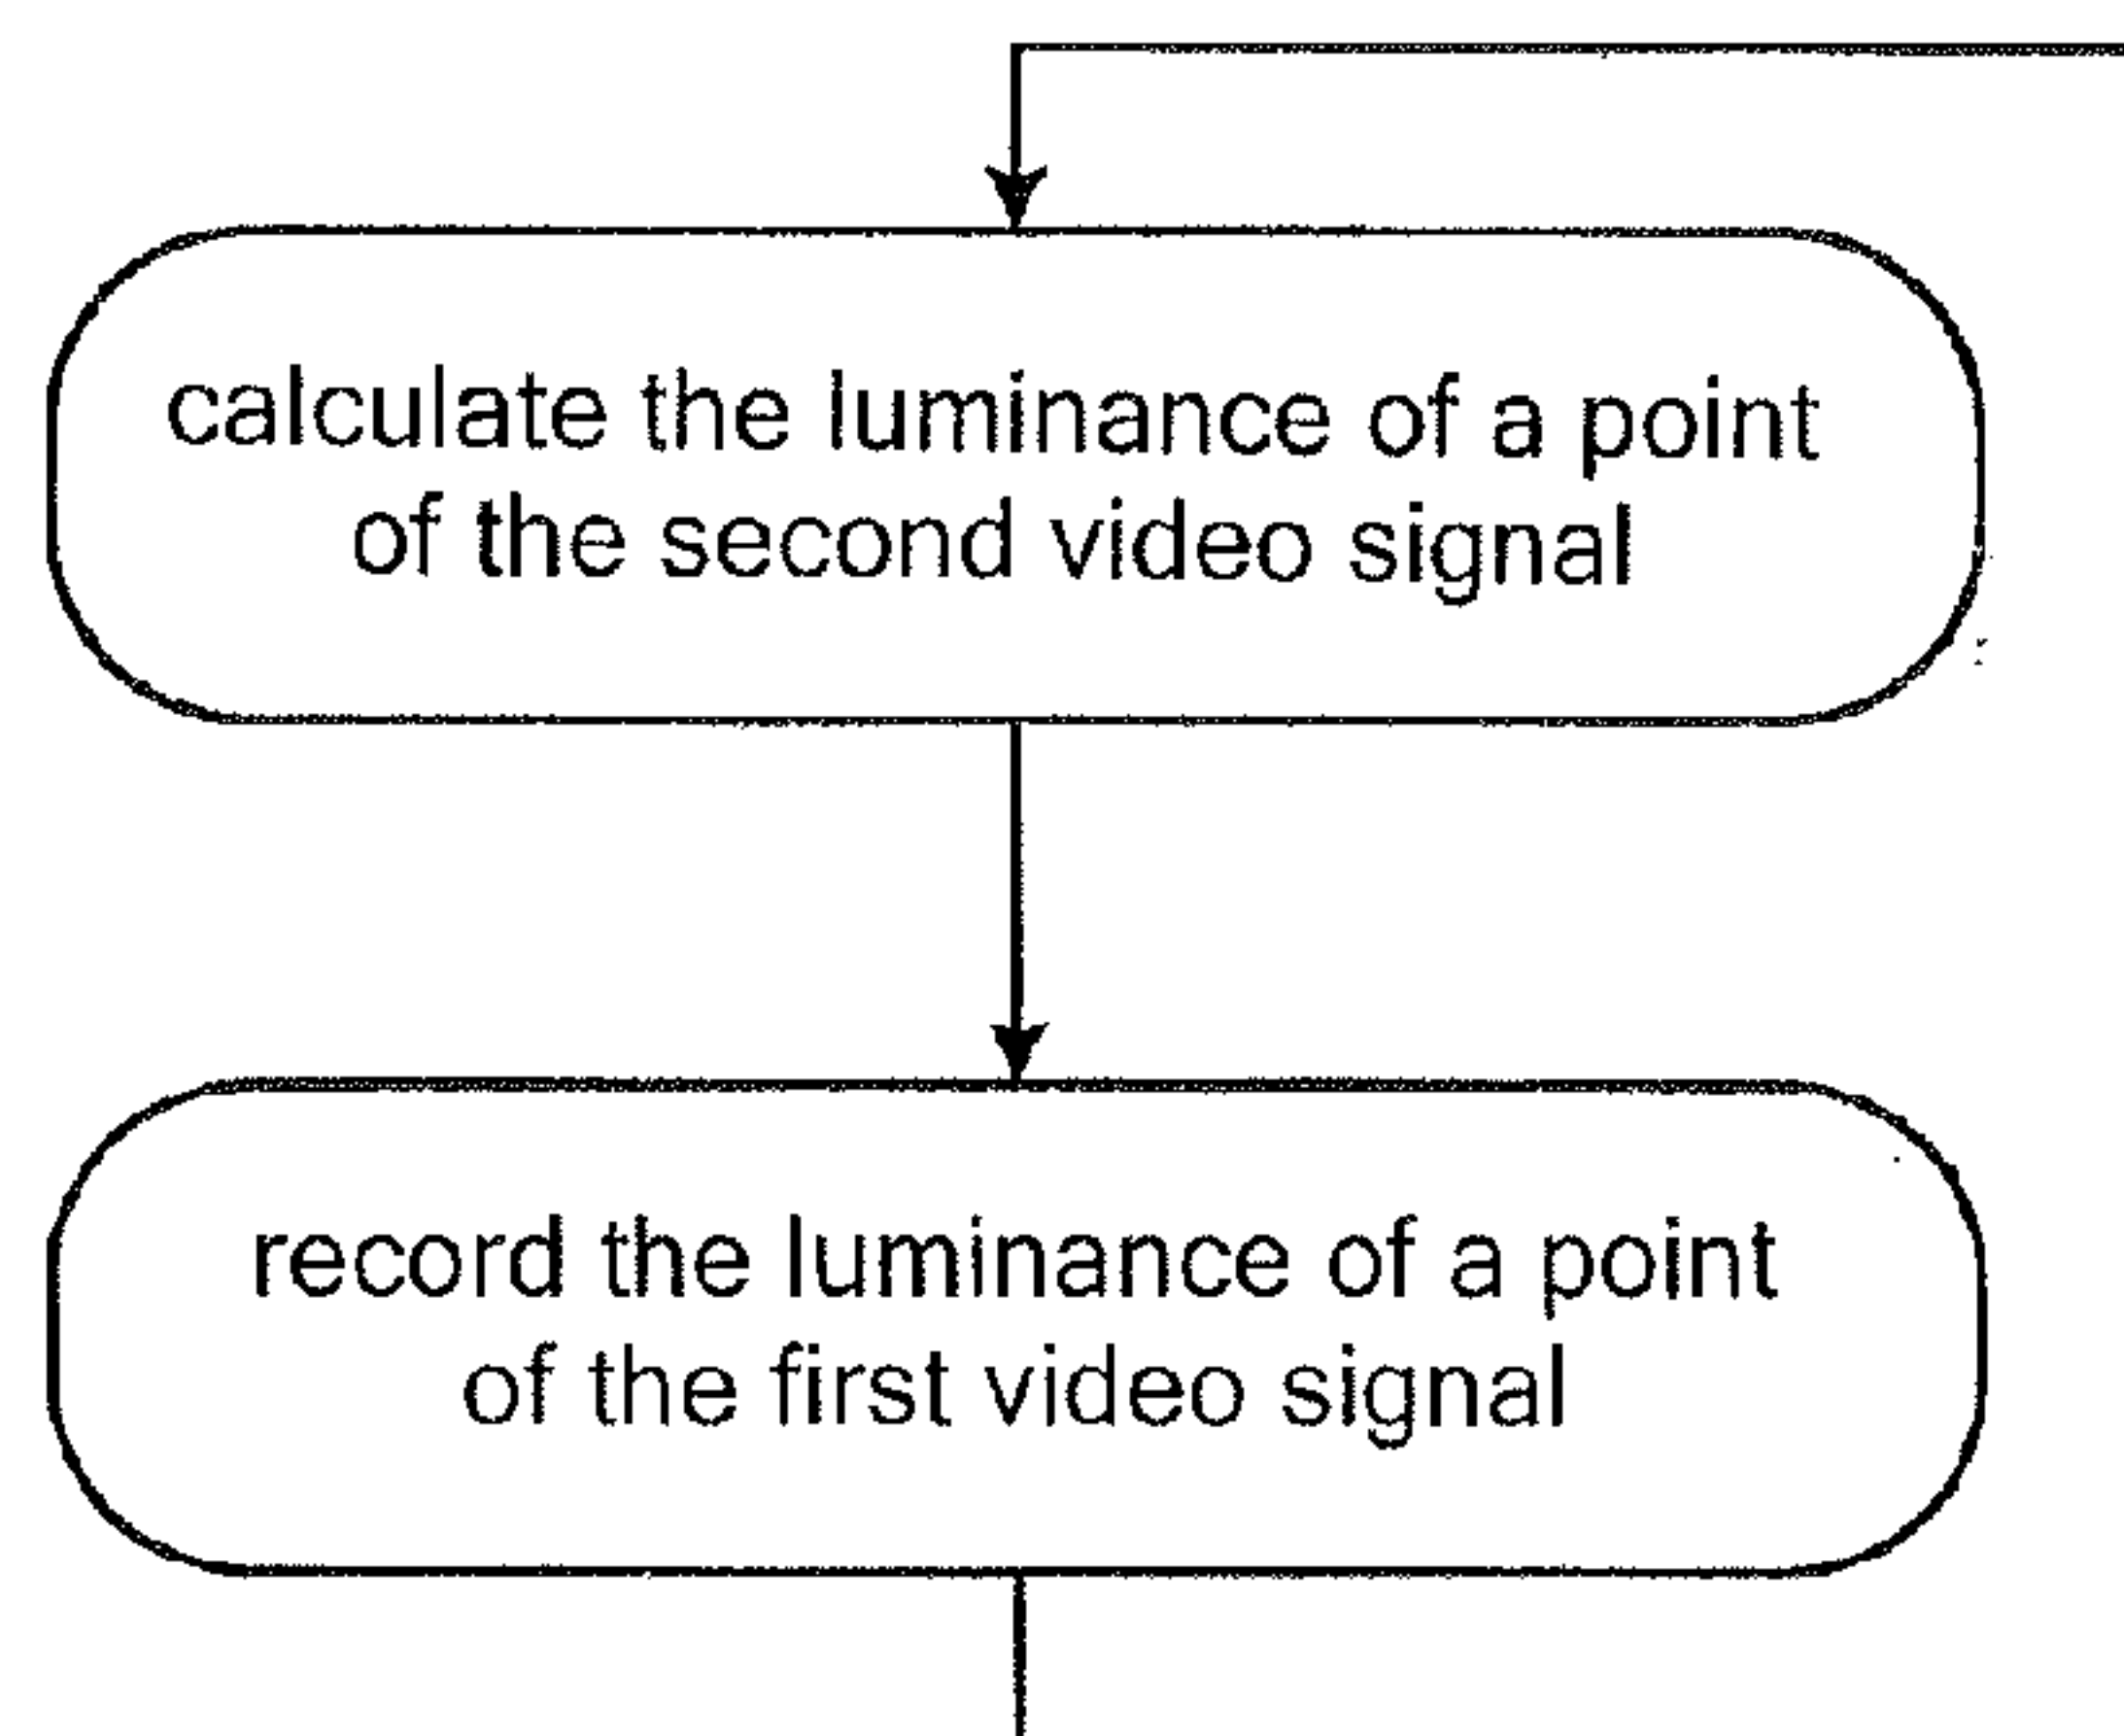 calculate the luminance of a point
of the second video signal
record the luminance of a point
of the first video signal